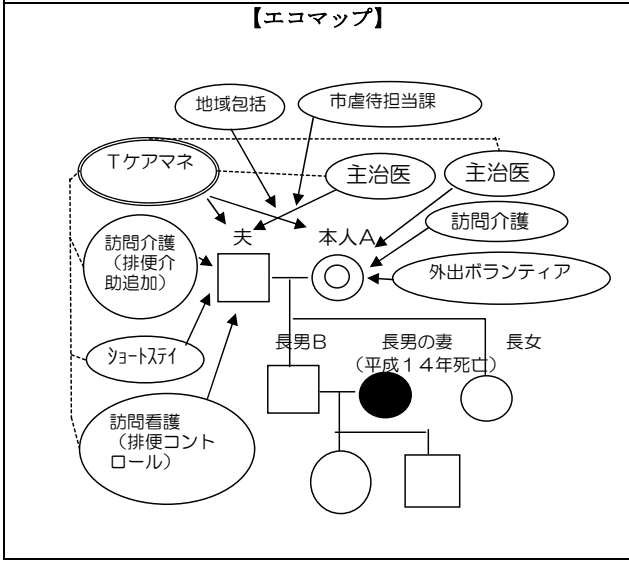 【エコマップ】
地域包括
市虐待担当課
Tケアマネ
主治医
主治医
訪問介護
(排便介
助追加)
夫
本人A
訪問介護
外出ボランティア
ショートステイ
長男B
長男の妻
(平成14年死亡)
長女
訪問看護
(排便コント
ロール)